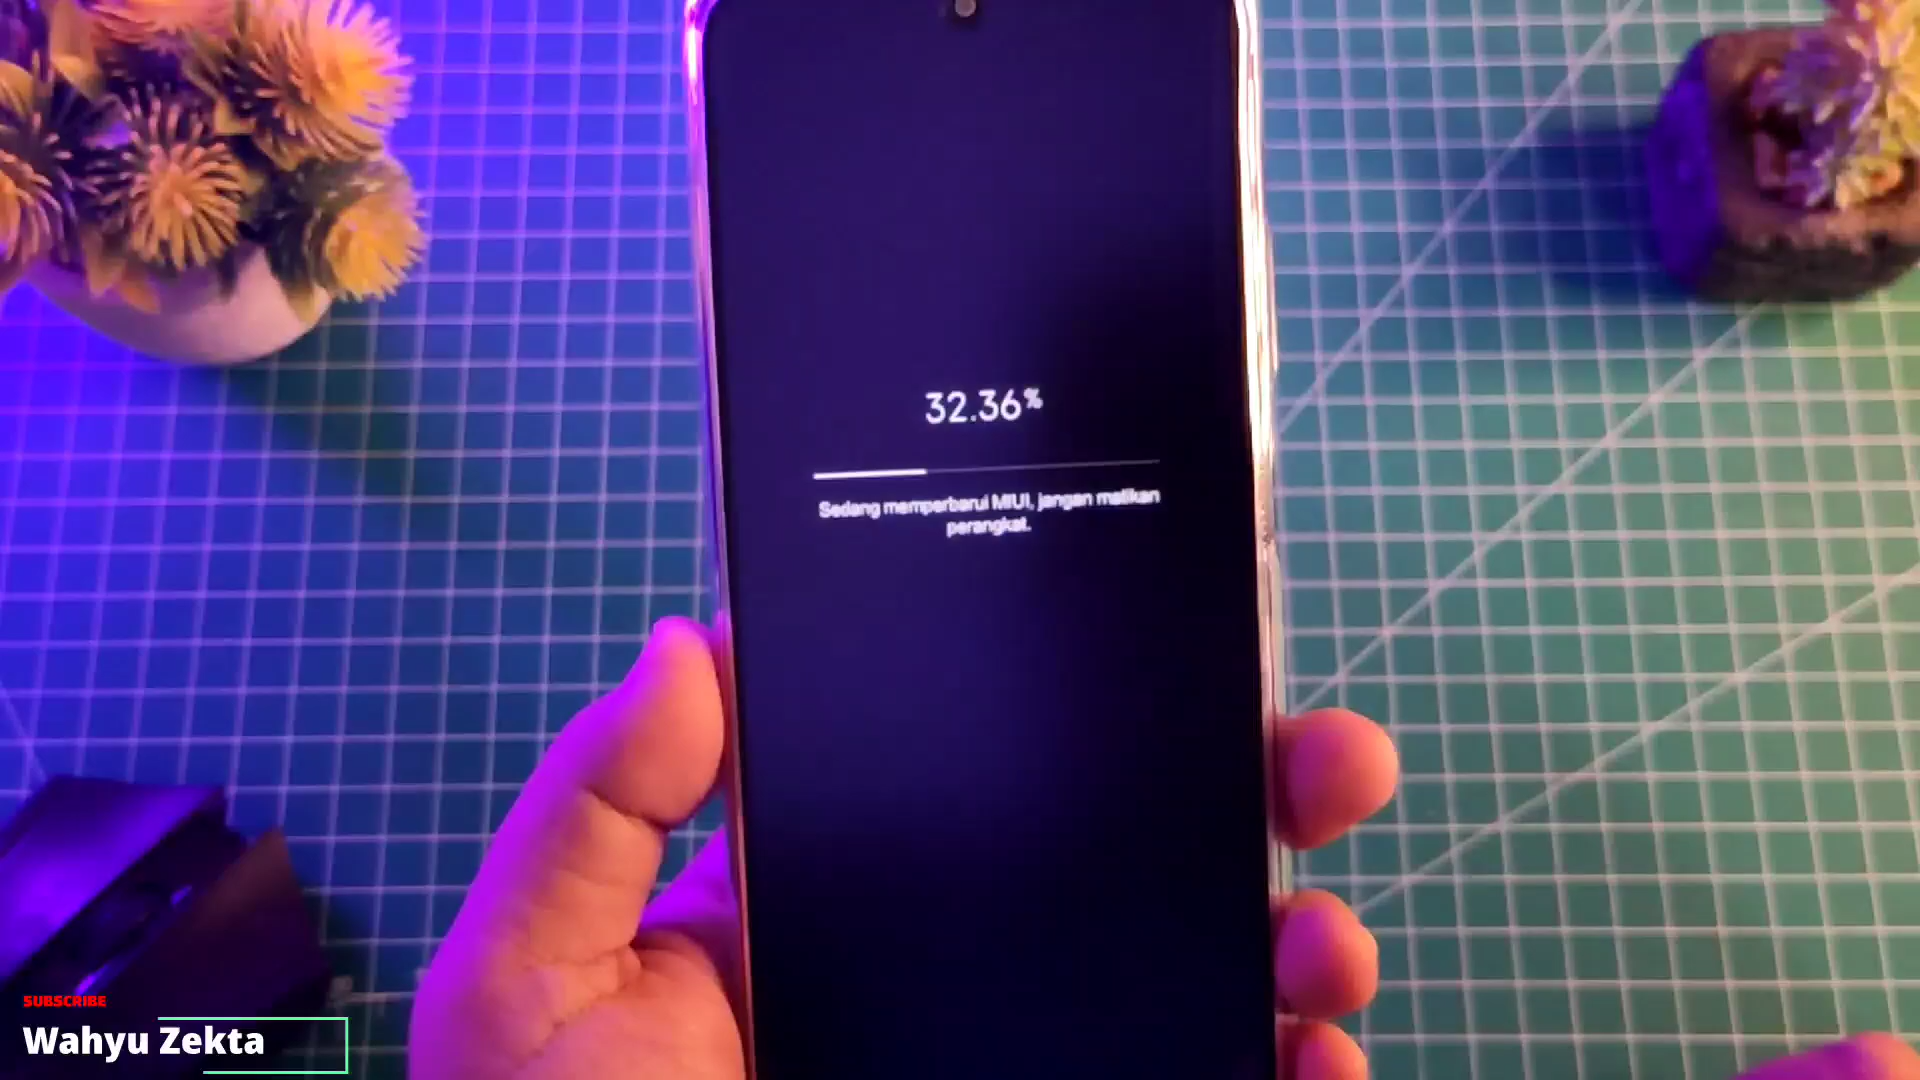 32.36%
Sedang memperbarui MIUI, jangan matikan
perangkat.
SUBSCRIBE
Wahyu Zekta